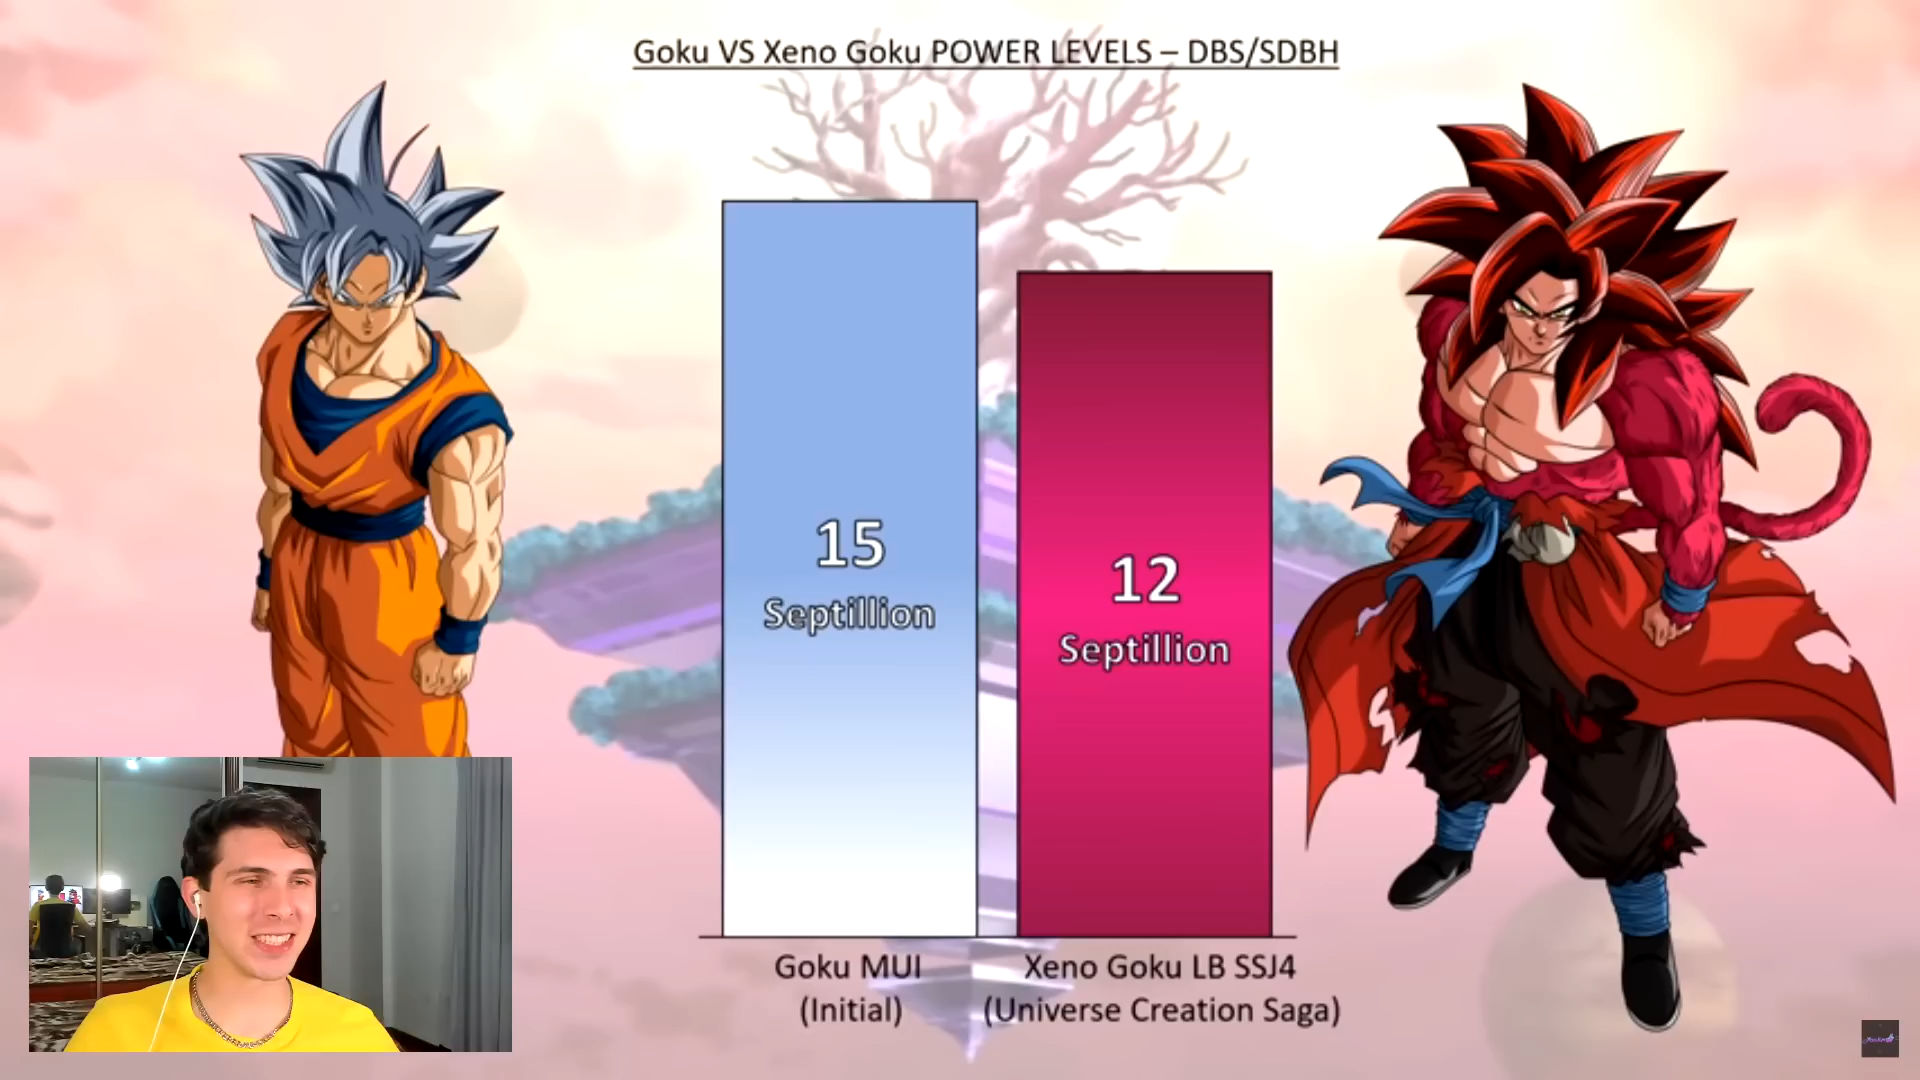 Goku VS Xeno Goku POWER LEVELS – DBS/SDBH
15
Septillion
12
Septillion
Goku MUI
(Initial)
Xeno Goku LB SSJ4
(Universe Creation Saga)